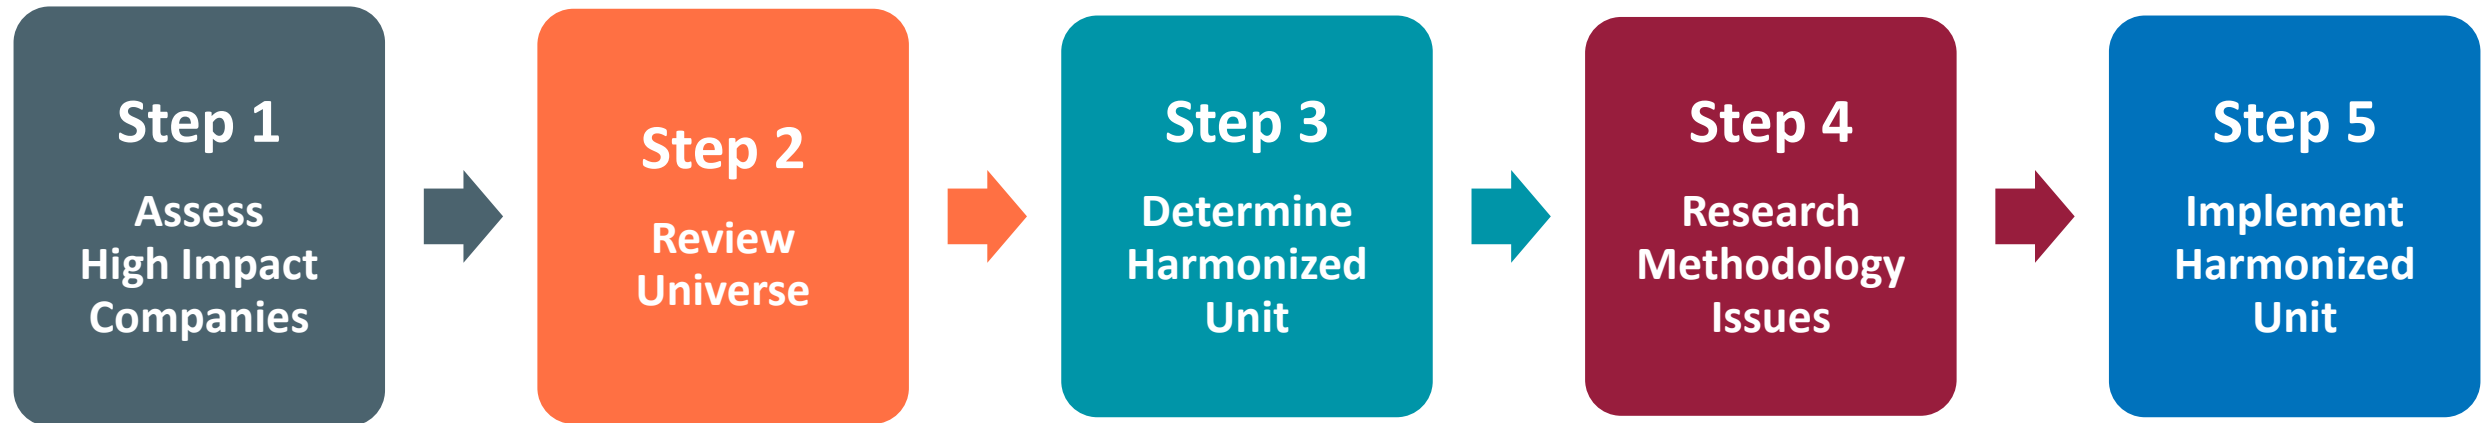 Step 1
Assess
High Impact
Companies
Step 2
Review
Universe
Step 3
Determine
Harmonized
Unit
Step 4
Research
Methodology
Issues
Step 5
Implement
Harmonized
Unit